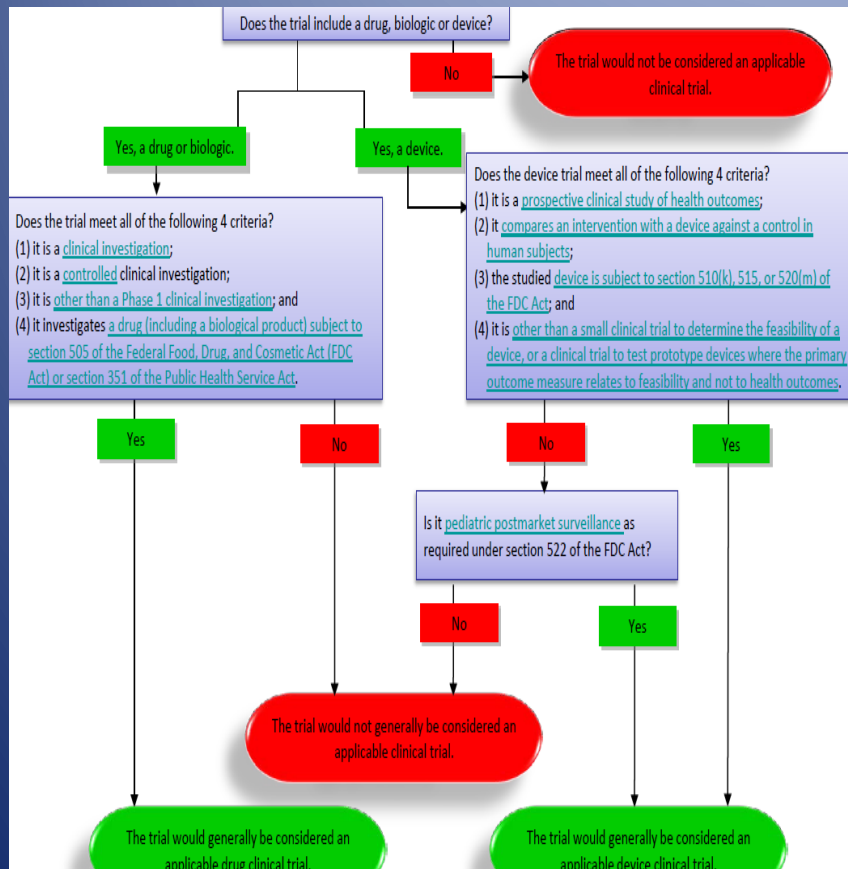 Does the trial include a drug, biologic or device?
No
The trial would not be considered an applicable
clinical trial.
Yes, a drug or biologic.
Yes, a device.
Does the trial meet all of the following 4 criteria?
(1) it is a clinical investigation;
(2) it is a controlled clinical investigation;
(3) it is other than a Phase 1 clinical investigation; and
(4) it investigates a drug (including a biological product) subject to
section 505 of the Federal Food, Drug, and Cosmetic Act (FDC
Act) or section 351 of the Public Health Service Act.
Does the device trial meet all of the following 4 criteria?
(1) it is a prospective clinical study of health outcomes;
(2) it compares an intervention with a device against a control in
human subjects;
(3) the studied device is subject to section 510(k), 515, or 520(m) of
the FDC Act; and
(4) it is other than a small clinical trial to determine the feasibility of a
device, or a clinical trial to test prototype devices where the primary
outcome measure relates to feasibility and not to health outcomes.
Yes
No
No
Yes
Is it pediatric postmarket surveillance as
required under section 522 of the FDC Act?
No
Yes
The trial would not generally be considered an
applicable clinical trial.
The trial would generally be considered an
applicable drug clinical trial.
The trial would generally be considered an
applicable device clinical trial.